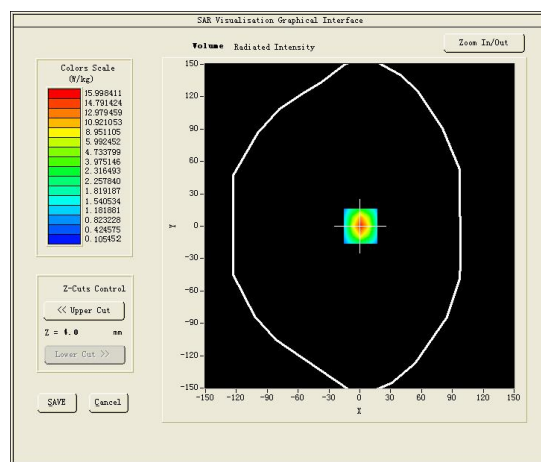 SAR Visualisation Graphical Interface
Volume Radiated Intensity
Zoom In/Out
Colors Scale
(W/kg)
15.998411
14.791424
12.979459
10.921053
8.951105
5.992452
4.733799
3.975146
2.316493
2.257840
1.819187
1.540534
1.181881
0.823228
0.424575
0.105452
Z-Cuts Control
<< Upper Cut
Z = 4.0 mm
Lower Cut >>
SAVE Cancel
150
120
90
60
30
0
-30
-60
-90
-120
-150
Y
-150 -120 -90 -60 -30 0 30 60 90 120 150
X